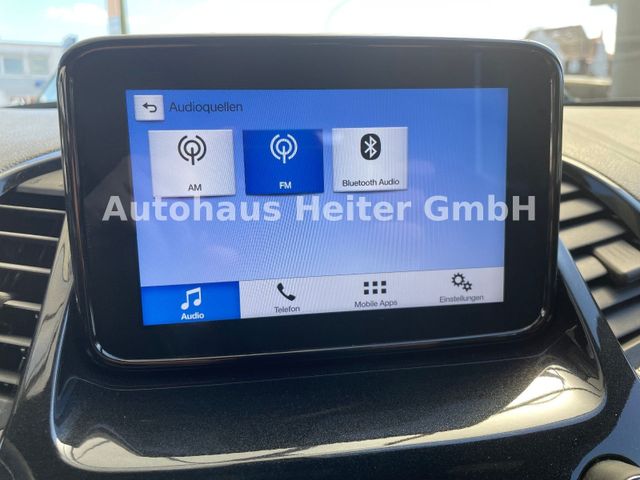 Audioquellen
AM
FM
Bluetooth Audio
Autohaus Heiter GmbH
Audio
Telefon
Mobile Apps
Einstellungen